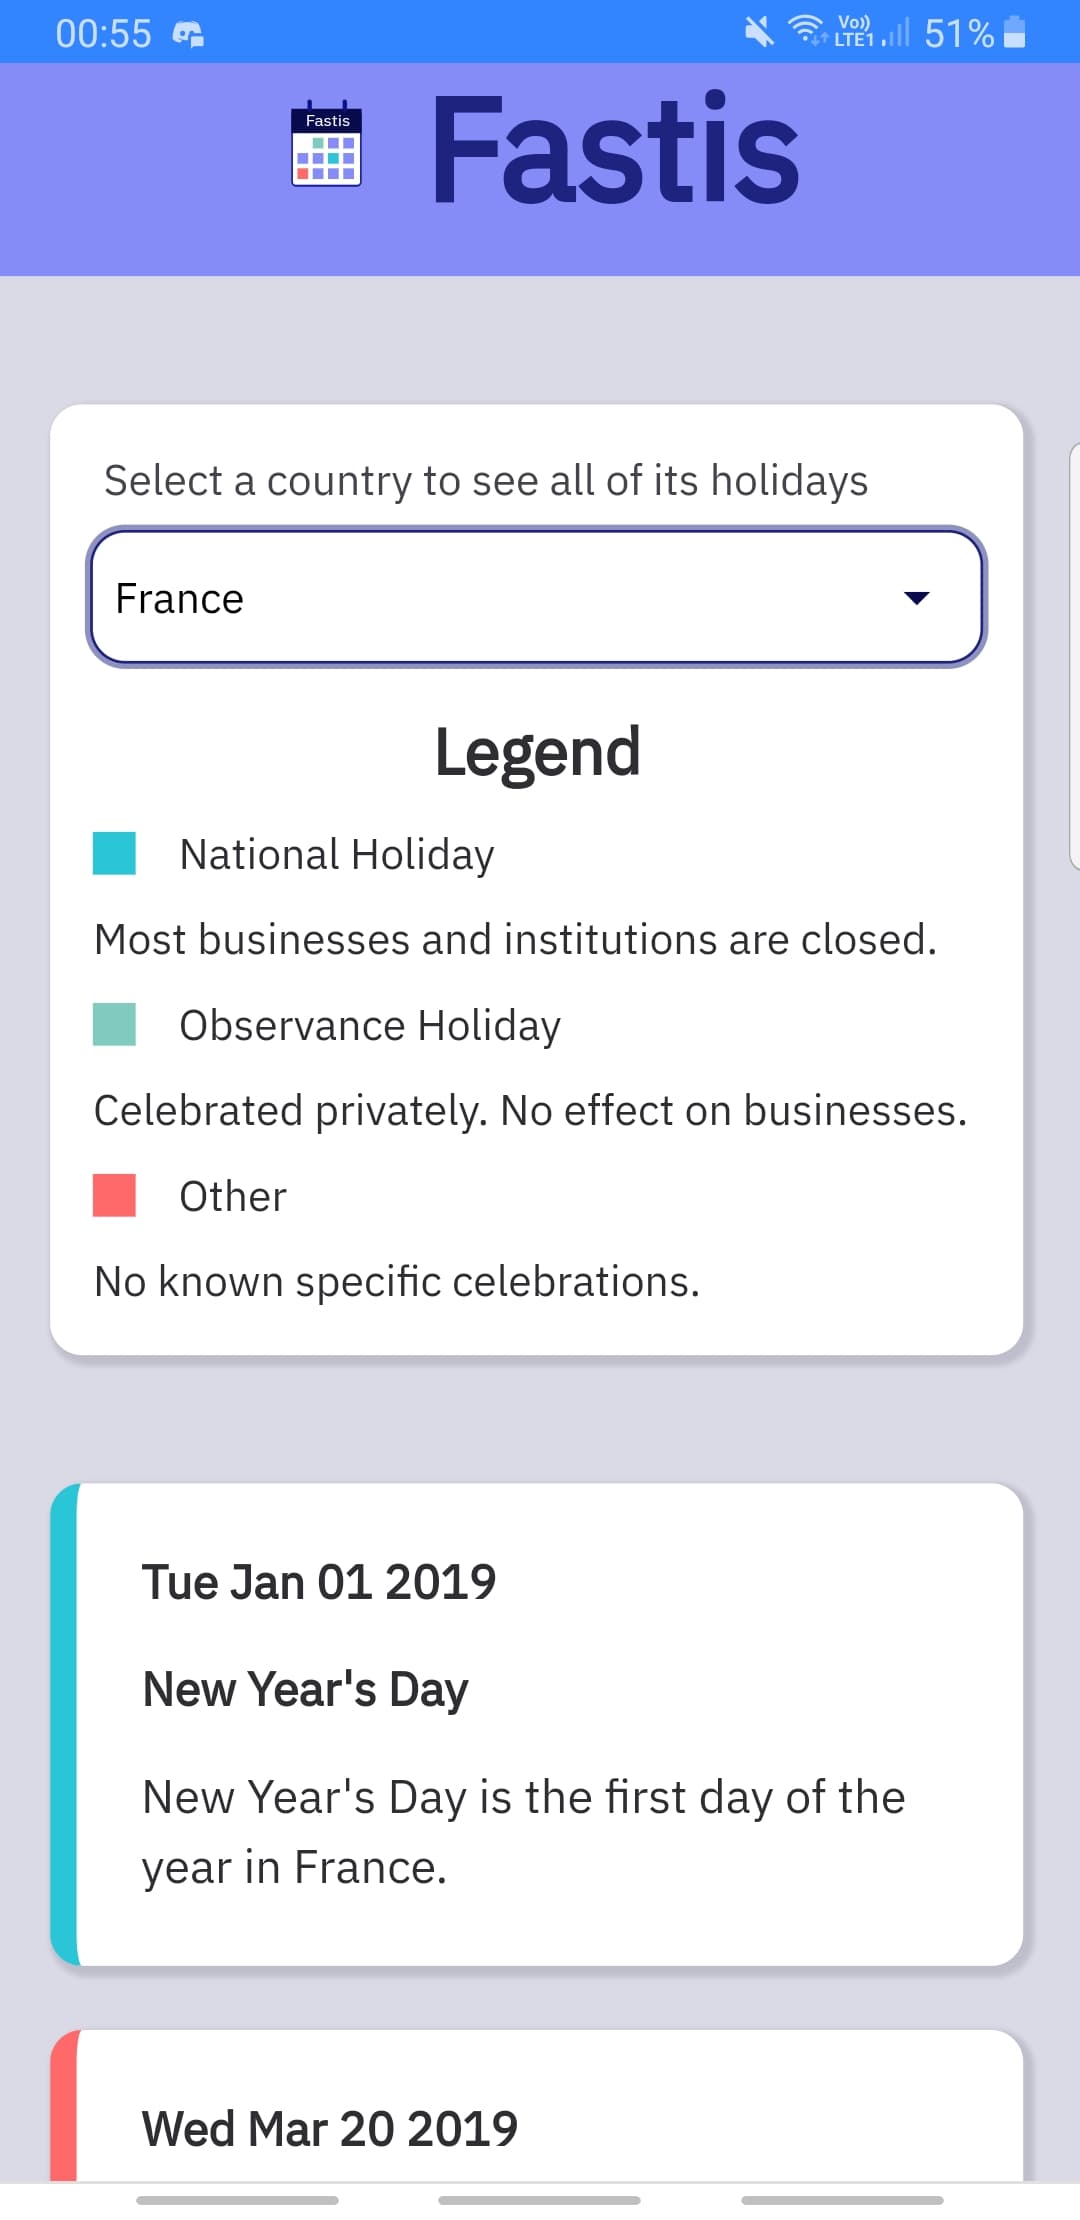 00:55
Vo))
LTE1
51%
Fastis
Fastis
Select a country to see all of its holidays
France
Legend
National Holiday
Most businesses and institutions are closed.
Observance Holiday
Celebrated privately. No effect on businesses.
Other
No known specific celebrations.
Tue Jan 01 2019
New Year's Day
New Year's Day is the first day of the
year in France.
Wed Mar 20 2019